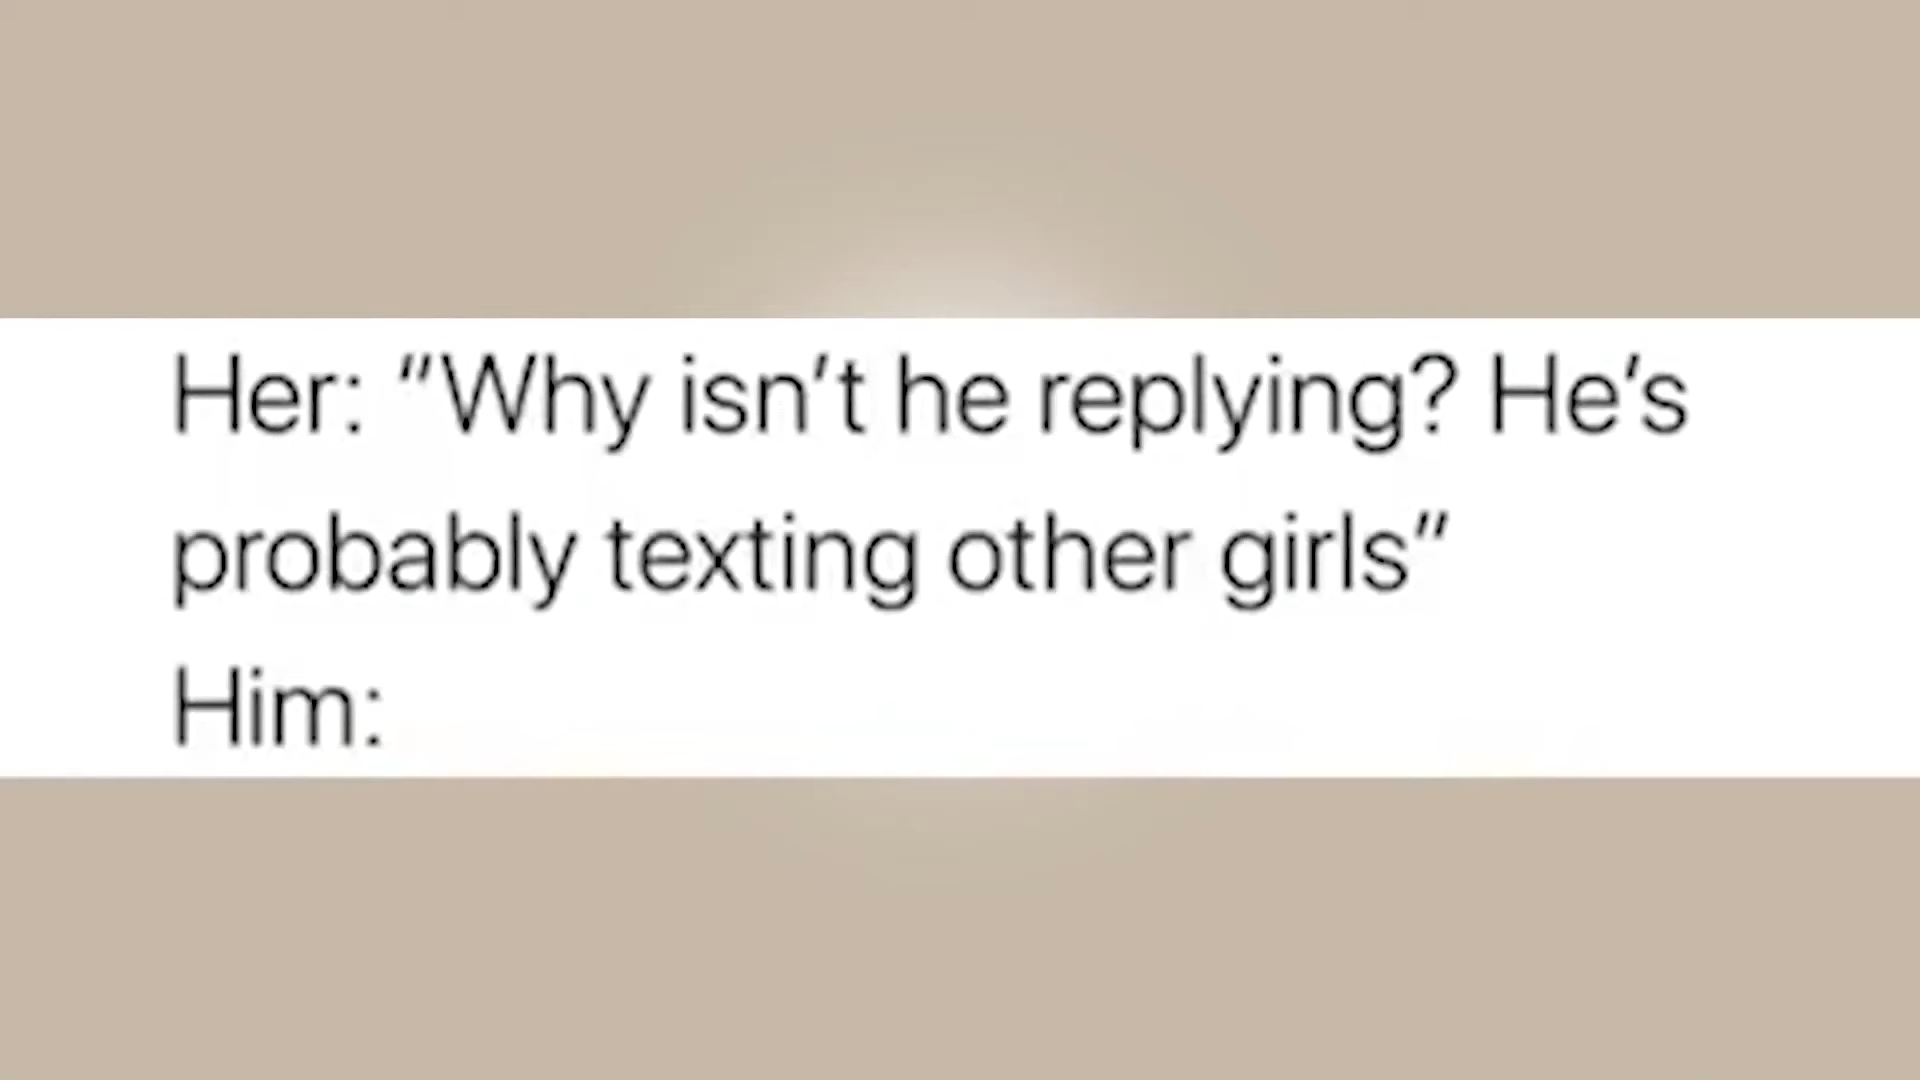 Her: “Why isn’t he replying? He’s
probably texting other girls”
Him: